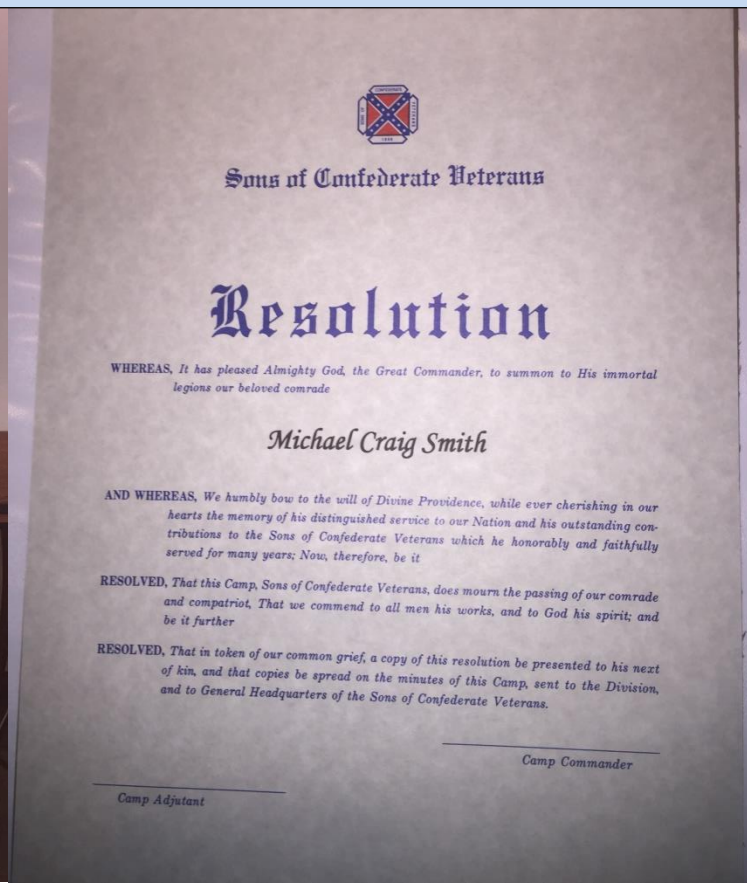 CONFEDERATE
SONS OF
VETERANS
1896
Sons of Confederate Veterans
Resolution
WHEREAS, It has pleased Almighty God, the Great Commander, to summon to His immortal
legions our beloved comrade
Michael Craig Smith
AND WHEREAS, We humbly bow to the will of Divine Providence, while ever cherishing in our
hearts the memory of his distinguished service to our Nation and his outstanding con-
tributions to the Sons of Confederate Veterans which he honorably and faithfully
served for many years; Now, therefore, be it
RESOLVED, That this Camp, Sons of Confederate Veterans, does mourn the passing of our comrade
and compatriot, That we commend to all men his works, and to God his spirit; and
be it further
RESOLVED, That in token of our common grief, a copy of this resolution be presented to his next
of kin, and that copies be spread on the minutes of this Camp, sent to the Division,
and to General Headquarters of the Sons of Confederate Veterans.
Camp Commander
Camp Adjutant